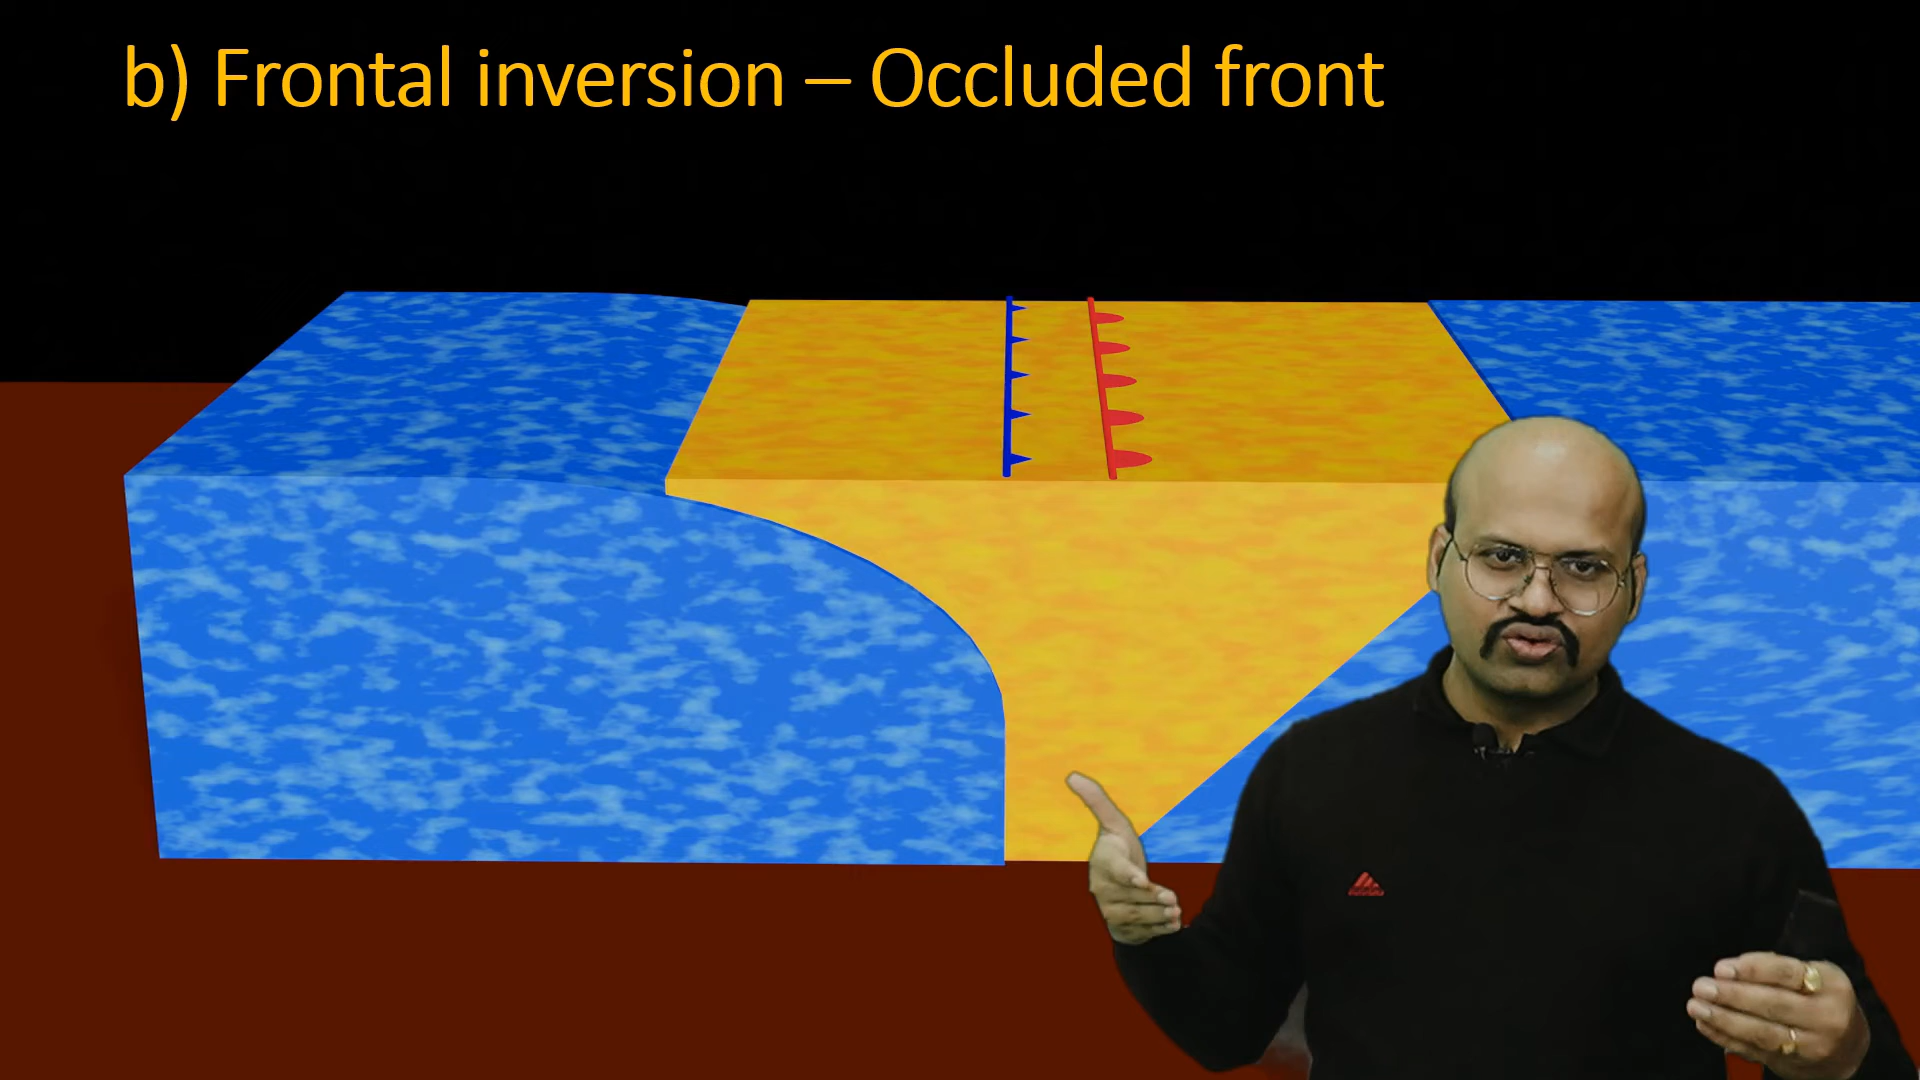 b) Frontal inversion – Occluded front